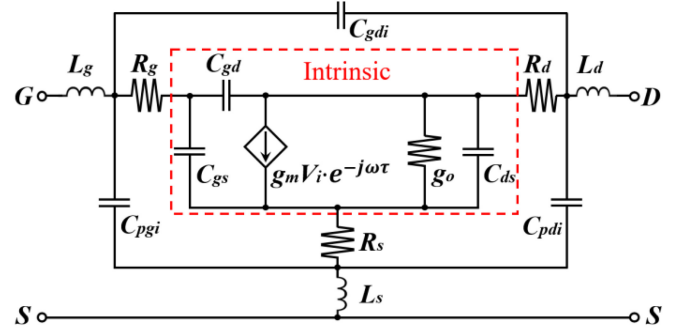 Cgdi
Lg Rg Cgd Intrinsic Rd Ld
G D
Cgs gmVi·e−jωτ go Cds
Cpgi Cpdi
Rs
Ls
S S